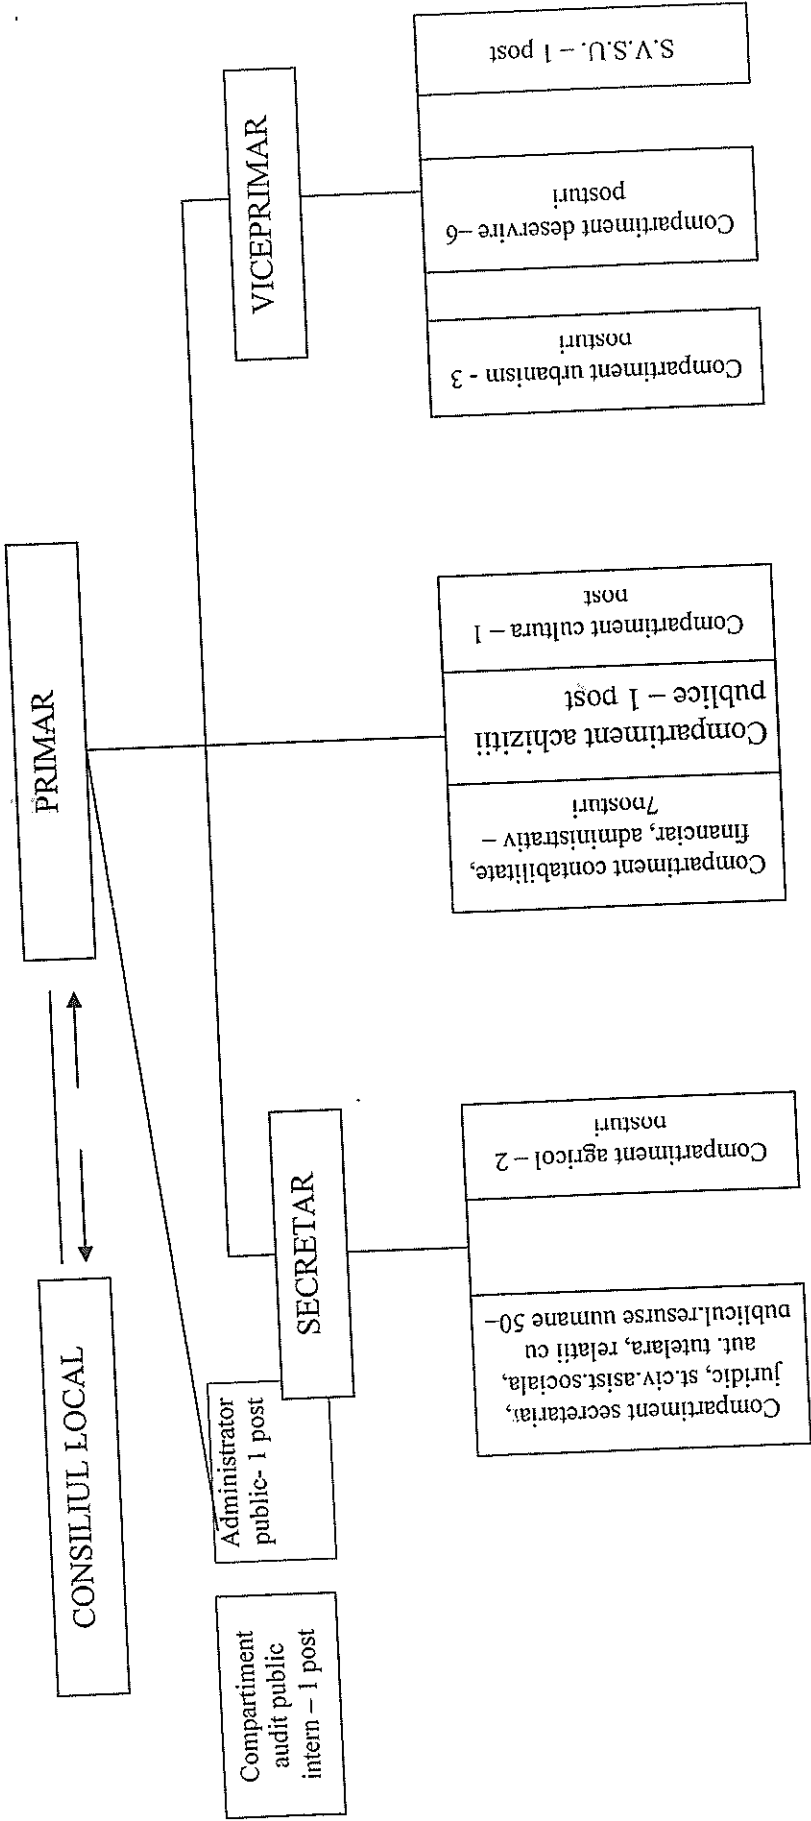 CONSILIUL LOCAL
PRIMAR
Compartiment
audit public
intern – 1 post
Administrator
public- 1 post
SECRETAR
VICEPRIMAR
Compartiment secretariat,
juridic, st.civ.asist.sociala,
aut. tutelara, relatii cu
publicul.resurse uumane 50–
Compartiment agricol – 2
posturi
Compartiment contabilitate,
financiar, administrativ –
7posturi
Compartiment achizitii
publice – 1 post
Compartiment cultura – 1
post
Compartiment urbanism - 3
posturi
Compartiment deservire –6
posturi
S.V.S.U. – 1 post